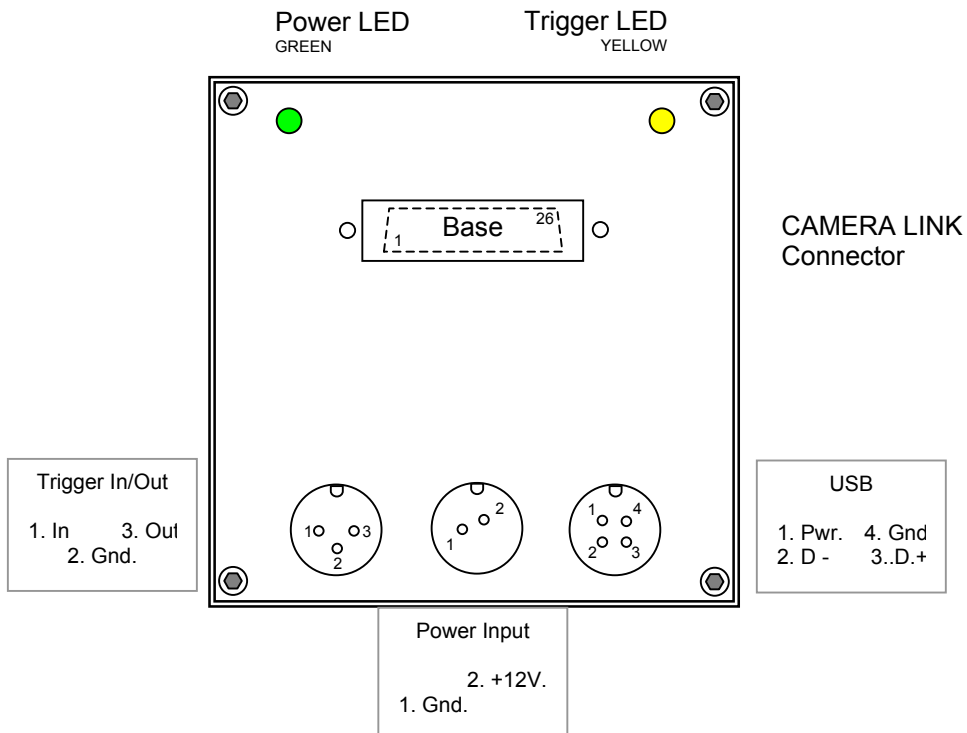 Power LED
GREEN
Trigger LED
YELLOW
Base
1
26
CAMERA LINK
Connector
Trigger In/Out
1. In 3. Out
2. Gnd.
1 3
2
2
1
1 4
2 3
USB
1. Pwr. 4. Gnd
2. D - 3..D.+
Power Input
2. +12V.
1. Gnd.